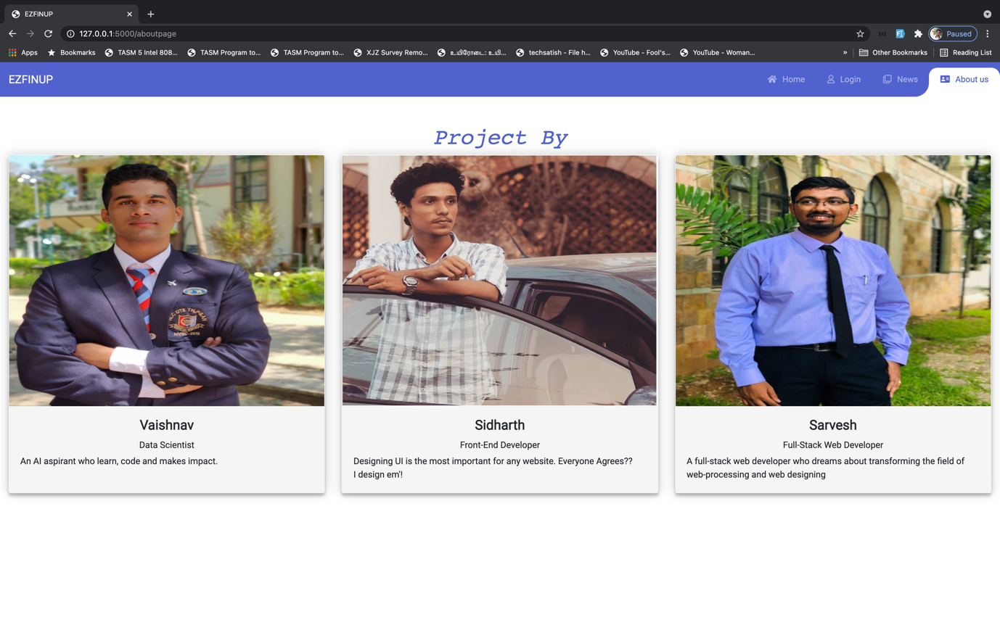 EZFINUP
127.0.0.1:5000/aboutpage
Paused
Apps Bookmarks TASM 5 Intel 808... TASM Program to... TASM Program to... XJZ Survey Remo... உயிரோடை: உயி... techsatish - File h... YouTube - Fool's... YouTube - Woman... » Other Bookmarks Reading List
EZFINUP Home Login News About us
Project By
Vaishnav
Data Scientist
An AI aspirant who learn, code and makes impact.
Sidharth
Front-End Developer
Designing UI is the most important for any website. Everyone Agrees??
I design em'!
Sarvesh
Full-Stack Web Developer
A full-stack web developer who dreams about transforming the field of
web-processing and web designing